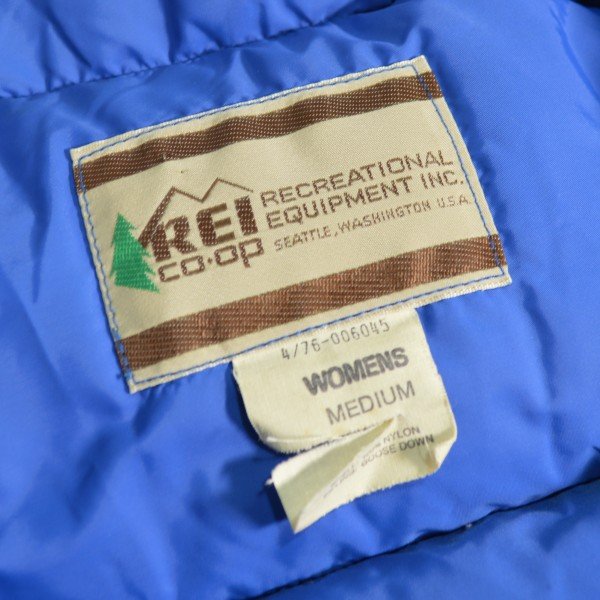 REI
CO-OP
RECREATIONAL
EQUIPMENT INC.
SEATTLE, WASHINGTON U.S.A.
4/76-006045
WOMENS
MEDIUM
NYLON
GOOSE DOWN